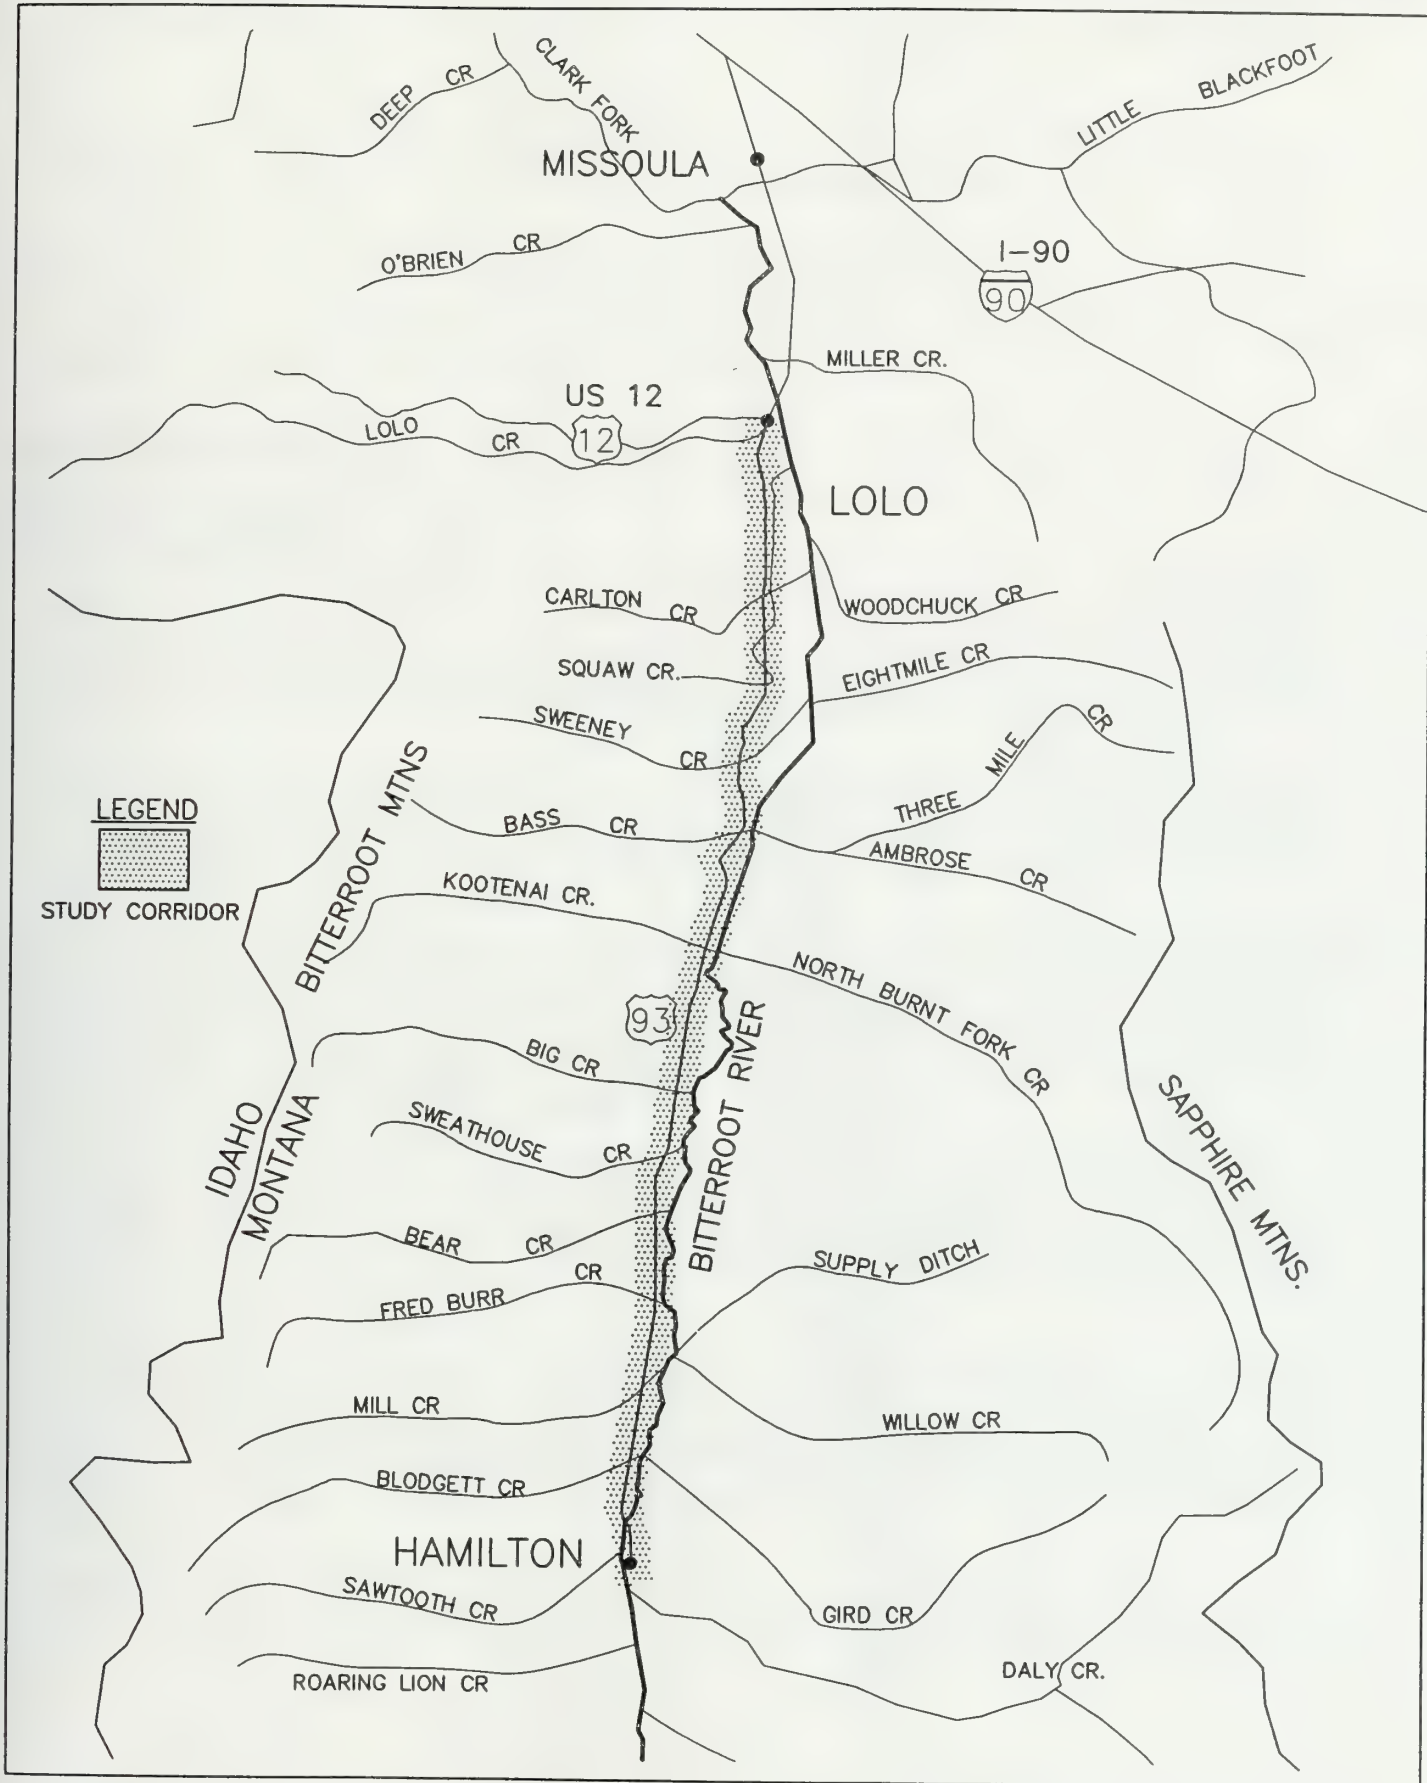 DEEP CR
CLARK FORK
LITTLE BLACKFOOT
MISSOULA
O'BRIEN CR
I-90
90
MILLER CR.
US 12
12
LOLO CR
LOLO
CARLTON CR
WOODCHUCK CR
SQUAW CR.
EIGHTMILE CR
SWEENEY CR
THREE MILE CR
BITTERROOT MTNS
LEGEND
STUDY CORRIDOR
BASS CR
AMBROSE CR
KOOTENAI CR.
NORTH BURNT FORK CR
93
BITTERROOT RIVER
BIG CR
SAPPHIRE MTNS.
IDAHO
MONTANA
SWEATHOUSE CR
BEAR CR
SUPPLY DITCH
FRED BURR CR
MILL CR
WILLOW CR
BLODGETT CR
HAMILTON
SAWTOOTH CR
GIRD CR
ROARING LION CR
DALY CR.